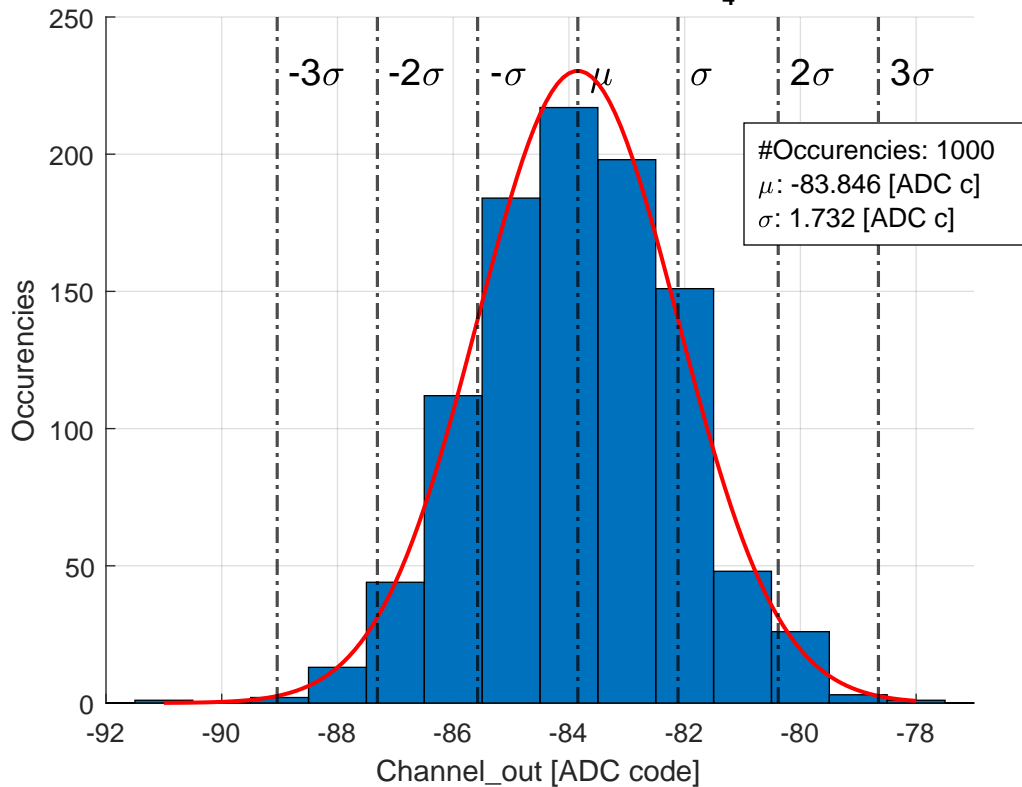 4
250
200
150
100
50
0
-3σ -2σ -σ μ σ 2σ 3σ
#Occurencies: 1000
μ: -83.846 [ADC c]
σ: 1.732 [ADC c]
Occurencies
-92 -90 -88 -86 -84 -82 -80 -78
Channel_out [ADC code]